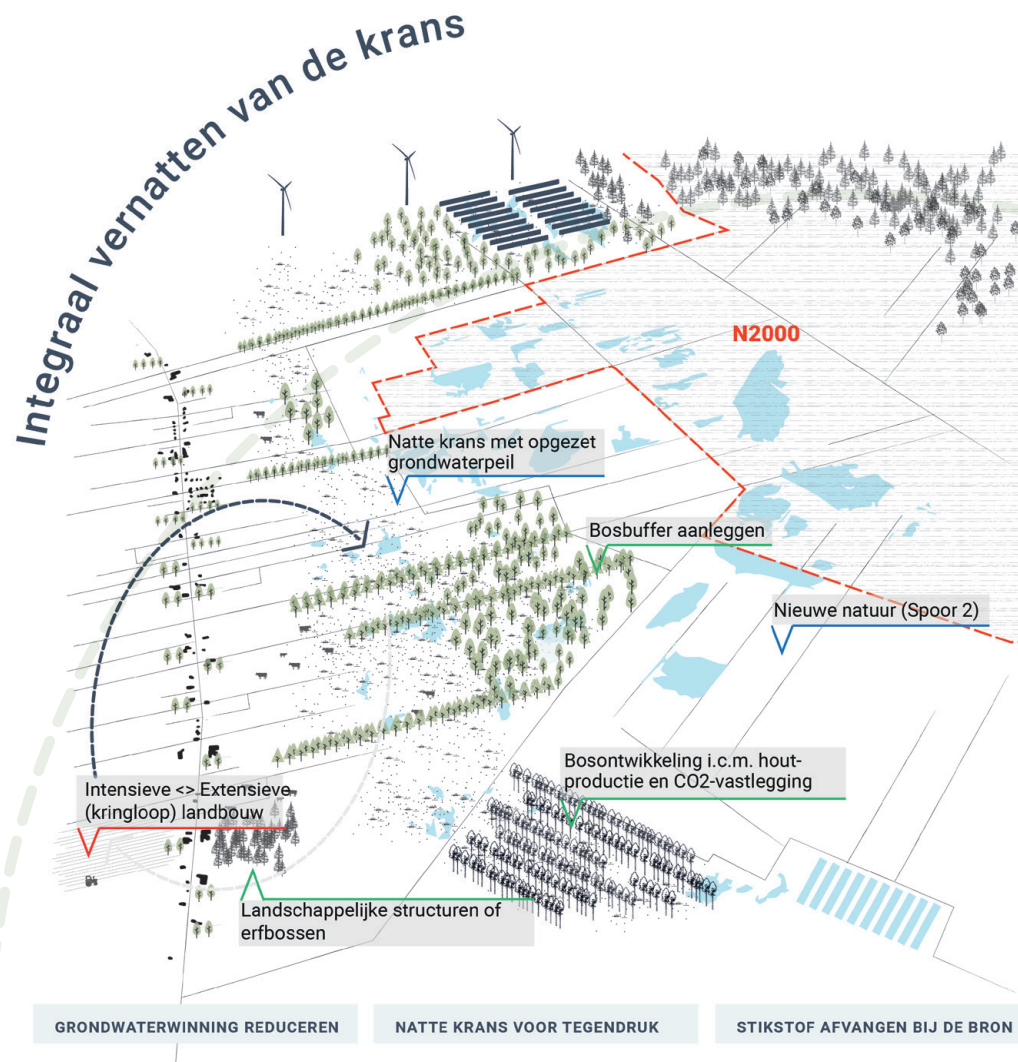 Integraal vernatten van de krans
N2000
Natte krans met opgezet
grondwaterpeil
Bosbuffer aanleggen
Nieuwe natuur (Spoor 2)
Bosontwikkeling i.c.m. hout-
productie en CO2-vastlegging
Intensieve <> Extensieve
(kringloop) landbouw
Landschappelijke structuren of
erfbossen
GRONDWATERWINNING REDUCEREN
NATTE KRANS VOOR TEGENDRUK
STIKSTOF AFVANGEN BIJ DE BRON